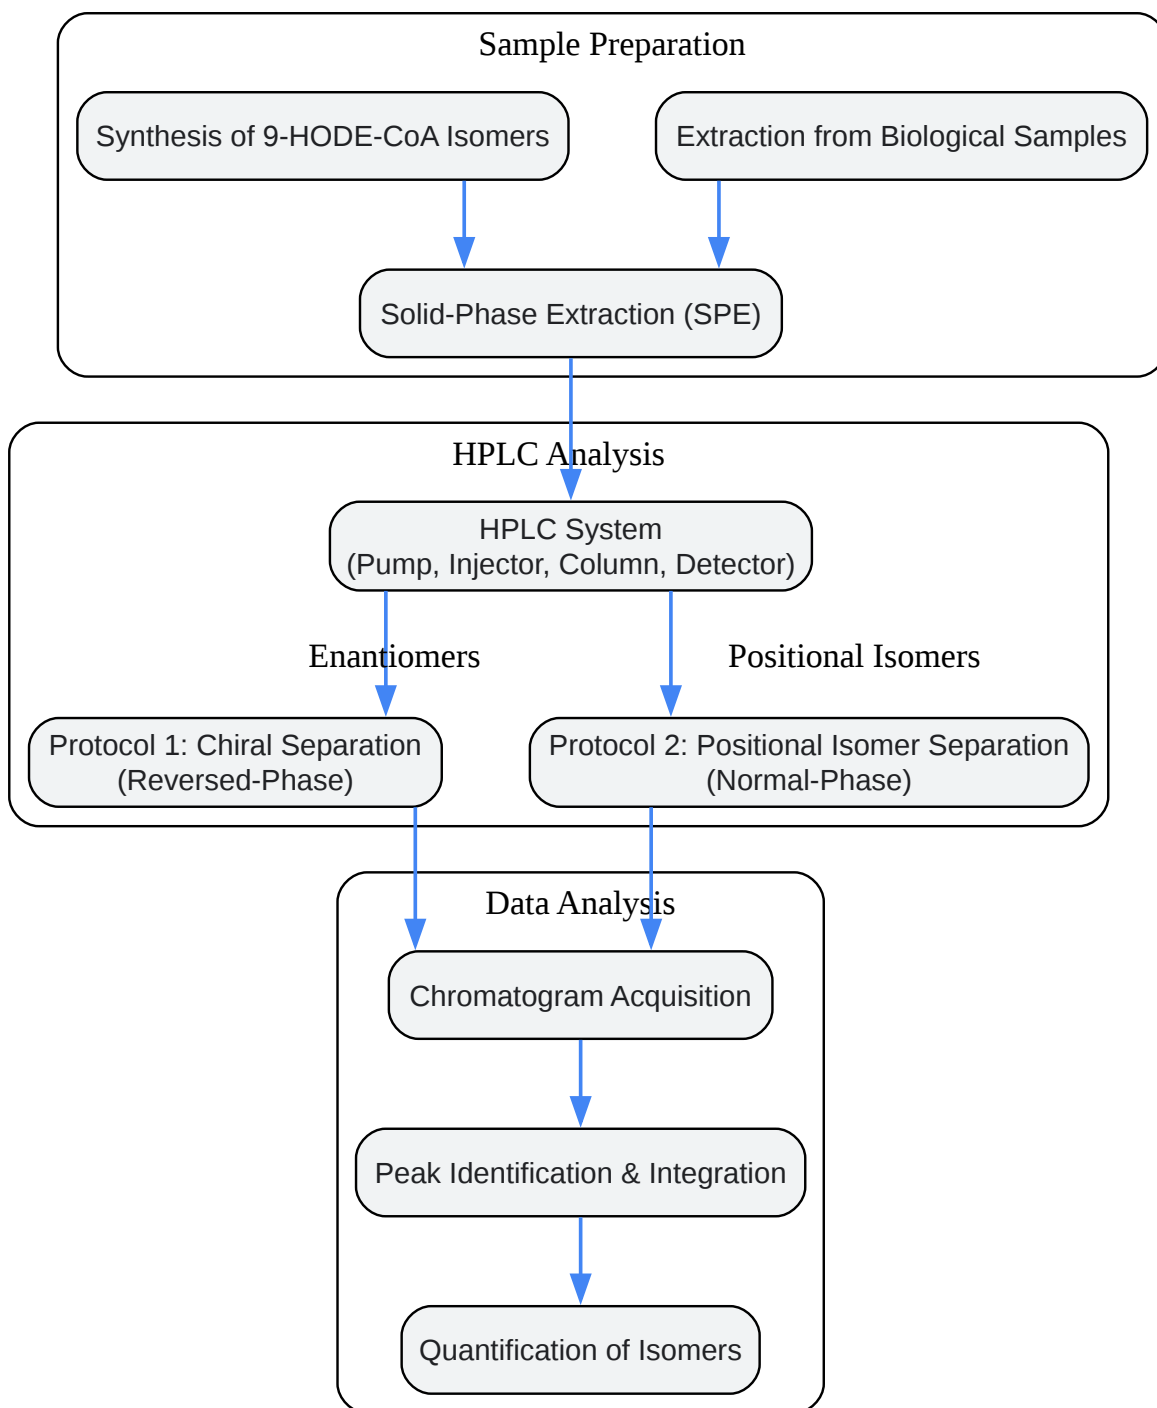 Sample Preparation
Synthesis of 9-HODE-CoA Isomers
Extraction from Biological Samples
Solid-Phase Extraction (SPE)
HPLC Analysis
HPLC System
(Pump, Injector, Column, Detector)
Enantiomers
Positional Isomers
Protocol 1: Chiral Separation
(Reversed-Phase)
Protocol 2: Positional Isomer Separation
(Normal-Phase)
Data Analysis
Chromatogram Acquisition
Peak Identification & Integration
Quantification of Isomers